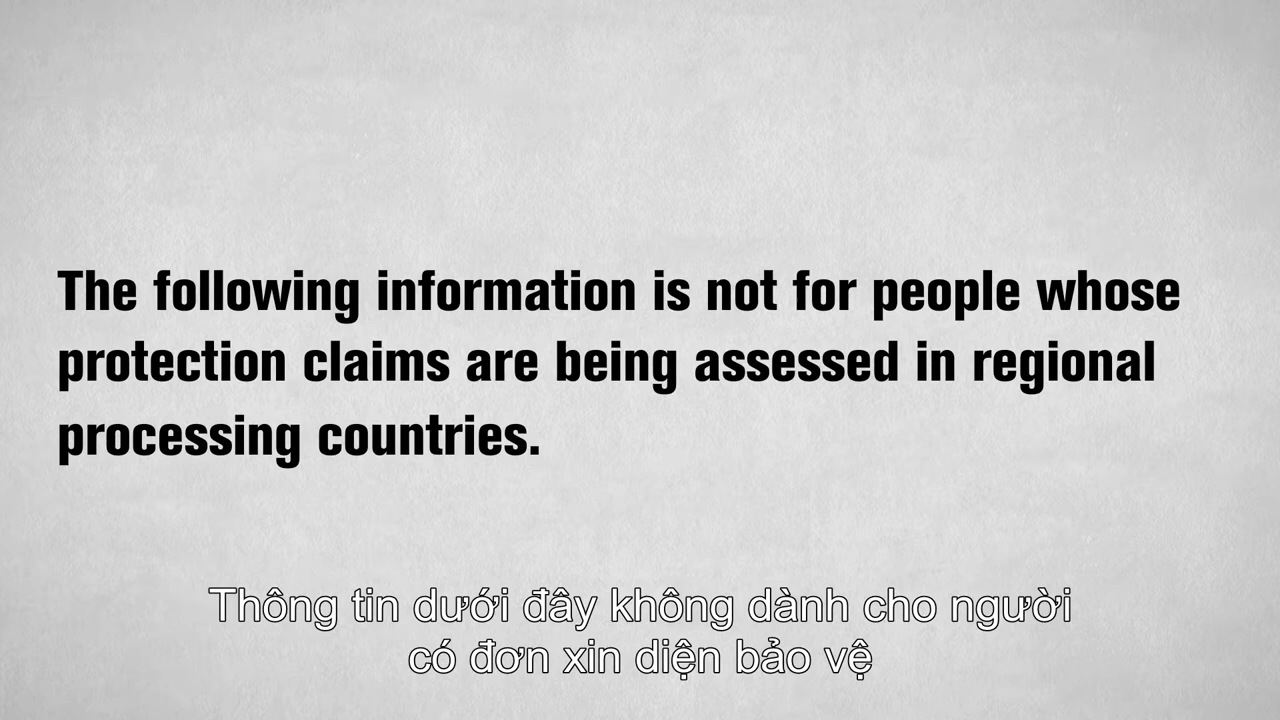 The following information is not for people whose
protection claims are being assessed in regional
processing countries.
Thông tin dưới đây không dành cho người
có đơn xin diện bảo vệ